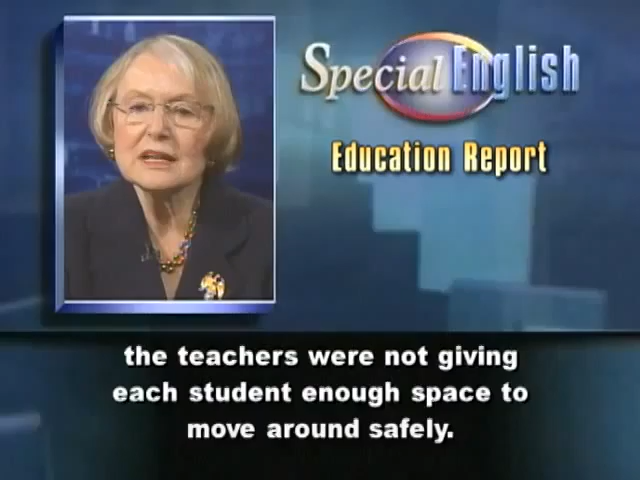 Special English
Education Report
the teachers were not giving
each student enough space to
move around safely.